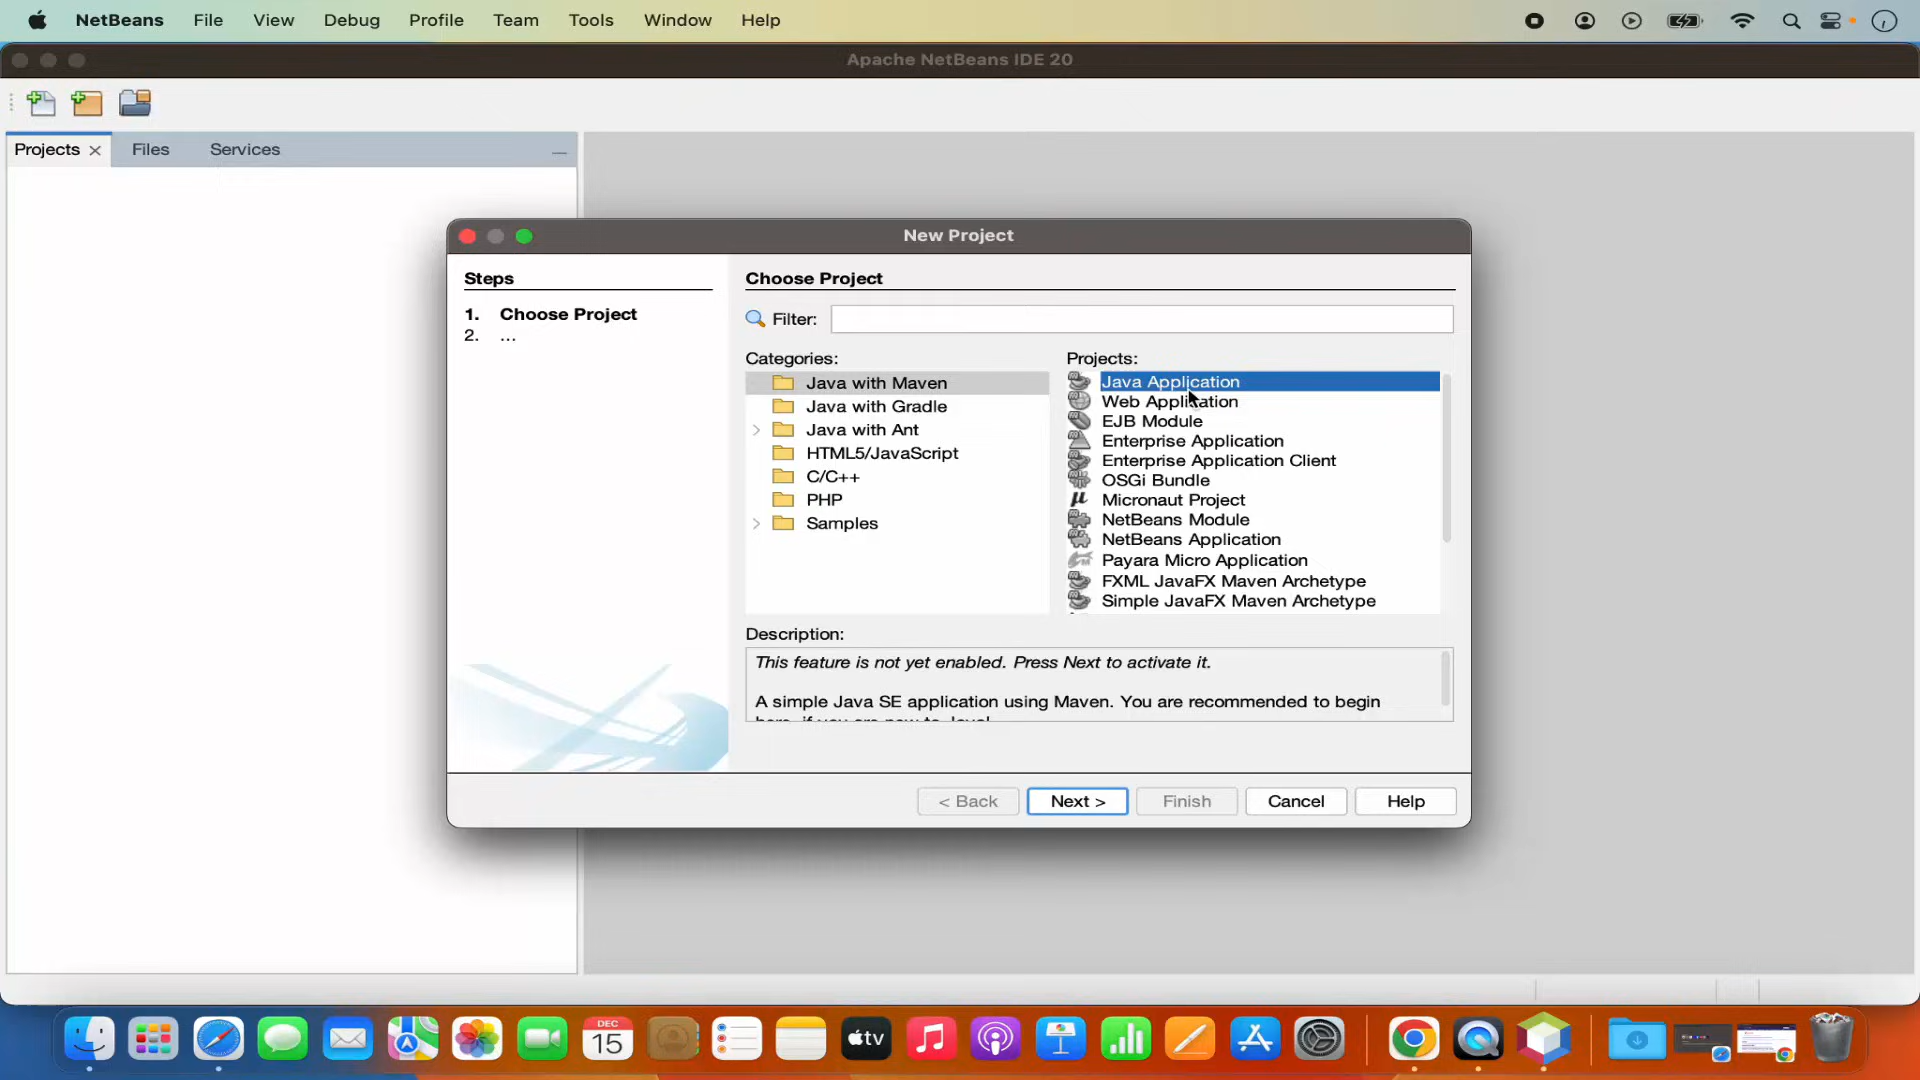 NetBeans File View Debug Profile Team Tools Window Help
Apache NetBeans IDE 20
Projects Files Services
New Project
Steps
1. Choose Project
2. ...
Choose Project
Filter:
Categories:
Java with Maven
Java with Gradle
Java with Ant
HTML5/JavaScript
C/C++
PHP
Samples
Projects:
Java Application
Web Application
EJB Module
Enterprise Application
Enterprise Application Client
OSGi Bundle
Micronaut Project
NetBeans Module
NetBeans Application
Payara Micro Application
FXML JavaFX Maven Archetype
Simple JavaFX Maven Archetype
Description:
This feature is not yet enabled. Press Next to activate it.
A simple Java SE application using Maven. You are recommended to begin
< Back Next > Finish Cancel Help
DEC
15
tv